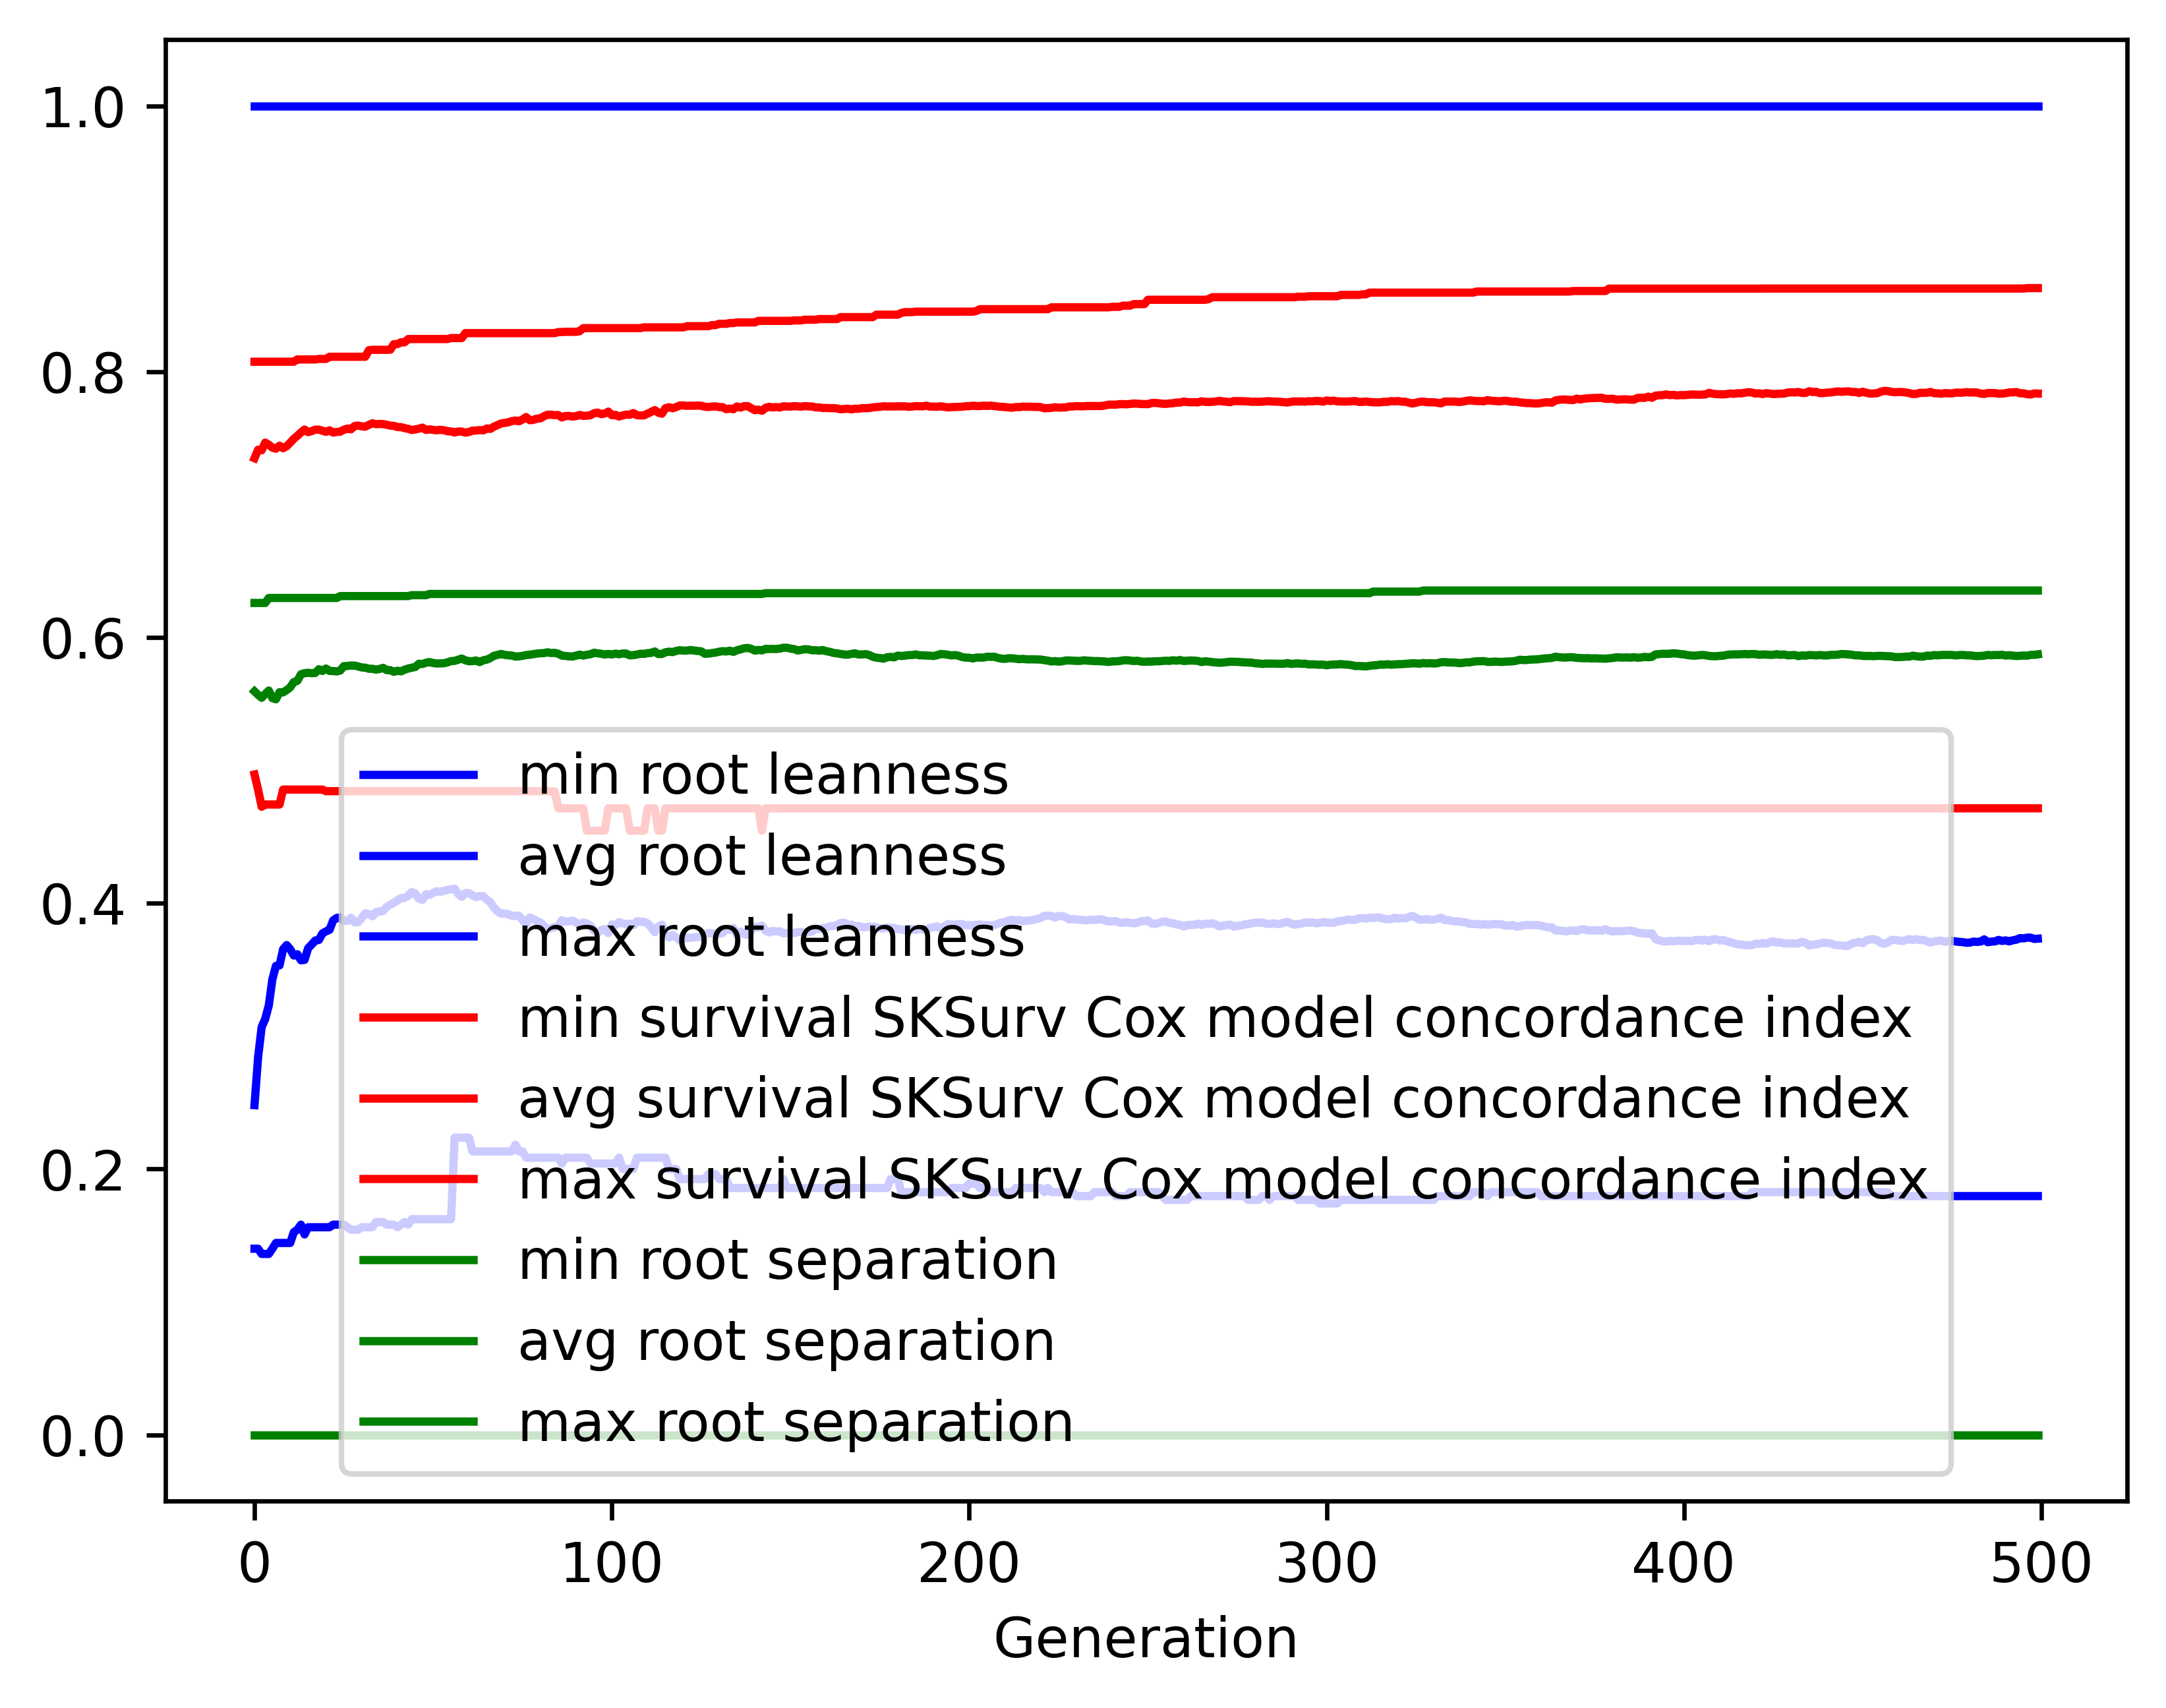 1.0
0.8
0.6
0.4
0.2
0.0
min root leanness
avg root leanness
max root leanness
min survival SKSurv Cox model concordance index
avg survival SKSurv Cox model concordance index
max survival SKSurv Cox model concordance index
min root separation
avg root separation
max root separation
0 100 200 300 400 500
Generation